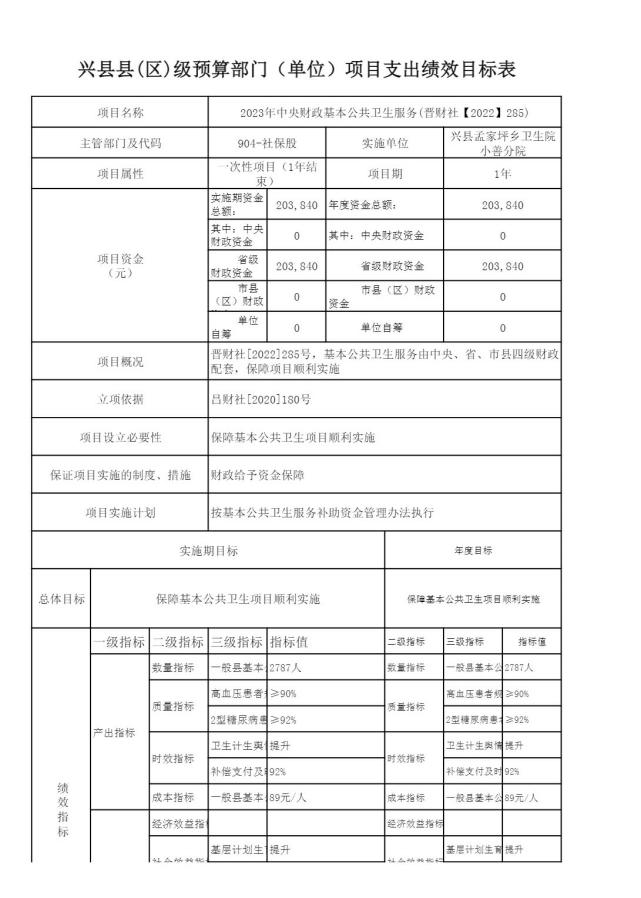 兴县县(区)级预算部门（单位）项目支出绩效目标表
项目名称 2023年中央财政基本公共卫生服务(晋财社【2022】285)
主管部门及代码 904-社保股 实施单位 兴县孟家坪乡卫生院
小善分院
项目属性 一次性项目（1年结
束） 项目期 1年
项目资金
（元）
实施期资金
总额： 203,840 年度资金总额： 203,840
其中：中央
财政资金 0 其中：中央财政资金 0
省级
财政资金 203,840 省级财政资金 203,840
市县
（区）财政 0 市县（区）财政
资金 0
单位
自筹 0 单位自筹 0
项目概况 晋财社[2022]285号，基本公共卫生服务由中央、省、市县四级财政
配套，保障项目顺利实施
立项依据 吕财社[2020]180号
项目设立必要性 保障基本公共卫生项目顺利实施
保证项目实施的制度、措施 财政给予资金保障
项目实施计划 按基本公共卫生服务补助资金管理办法执行
实施期目标 年度目标
总体目标 保障基本公共卫生项目顺利实施 保障基本公共卫生项目顺利实施
绩效指标
一级指标 二级指标 三级指标 指标值 二级指标 三级指标 指标值
产出指标
数量指标 一般县基本 2787人 数量指标 一般县基本公 2787人
质量指标 高血压患者 ≥90% 质量指标 高血压患者规 ≥90%
2型糖尿病患 ≥92% 2型糖尿病患 ≥92%
时效指标 卫生计生舆 提升 时效指标 卫生计生舆情 提升
补偿支付及 92% 补偿支付及时 92%
成本指标 一般县基本 89元/人 成本指标 一般县基本公 89元/人
经济效益指 经济效益指标
基层计划生 提升 基层计划生育 提升